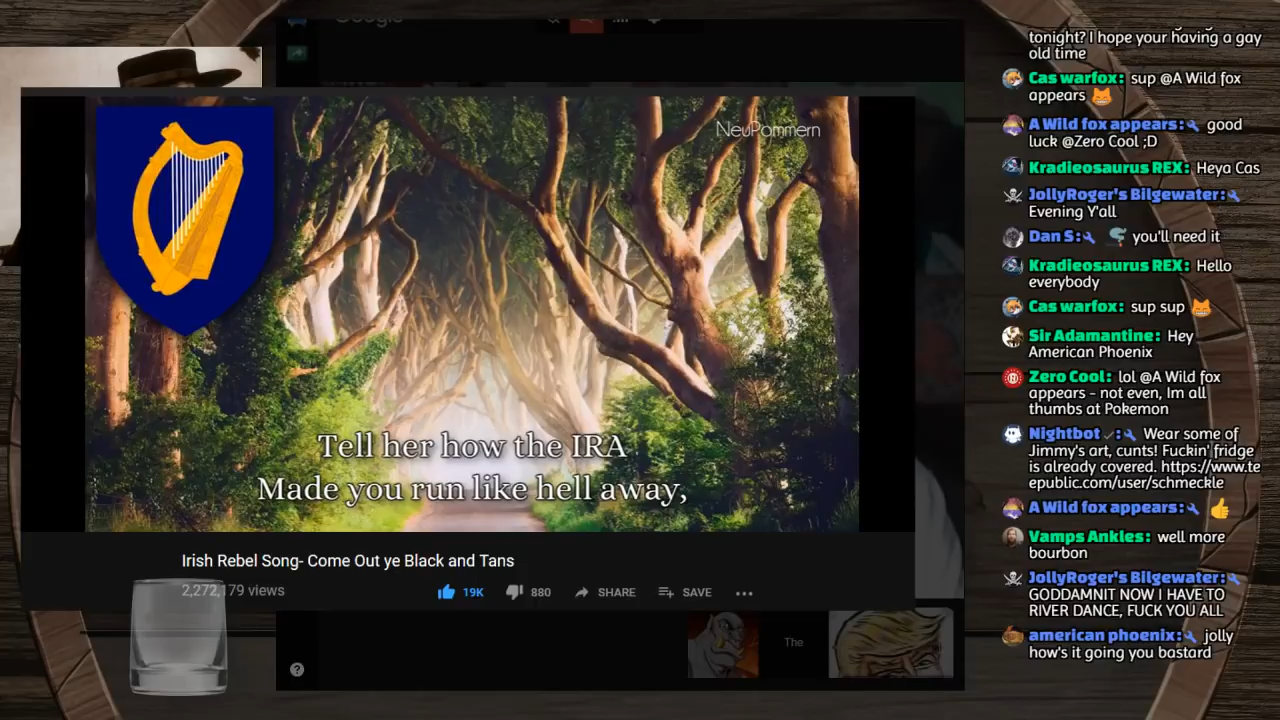 Google
NeuPommern
Tell her how the IRA
Made you run like hell away,
Irish Rebel Song- Come Out ye Black and Tans
2,272,179 views
19K
880
SHARE
SAVE
The
tonight? I hope your having a gay
old time
Cas warfox: sup @A Wild fox
appears
A Wild fox appears: good
luck @Zero Cool ;D
Kradieosaurus REX: Heya Cas
JollyRoger's Bilgewater:
Evening Y'all
Dan S: you'll need it
Kradieosaurus REX: Hello
everybody
Cas warfox: sup sup
Sir Adamantine: Hey
American Phoenix
Zero Cool: lol @A Wild fox
appears - not even, Im all
thumbs at Pokemon
Nightbot : Wear some of
Jimmy's art, cunts! Fuckin' fridge
is already covered. https://www.te
epublic.com/user/schmeckle
A Wild fox appears:
Vamps Ankles: well more
bourbon
JollyRoger's Bilgewater:
GODDAMNIT NOW I HAVE TO
RIVER DANCE, FUCK YOU ALL
american phoenix: jolly
how's it going you bastard